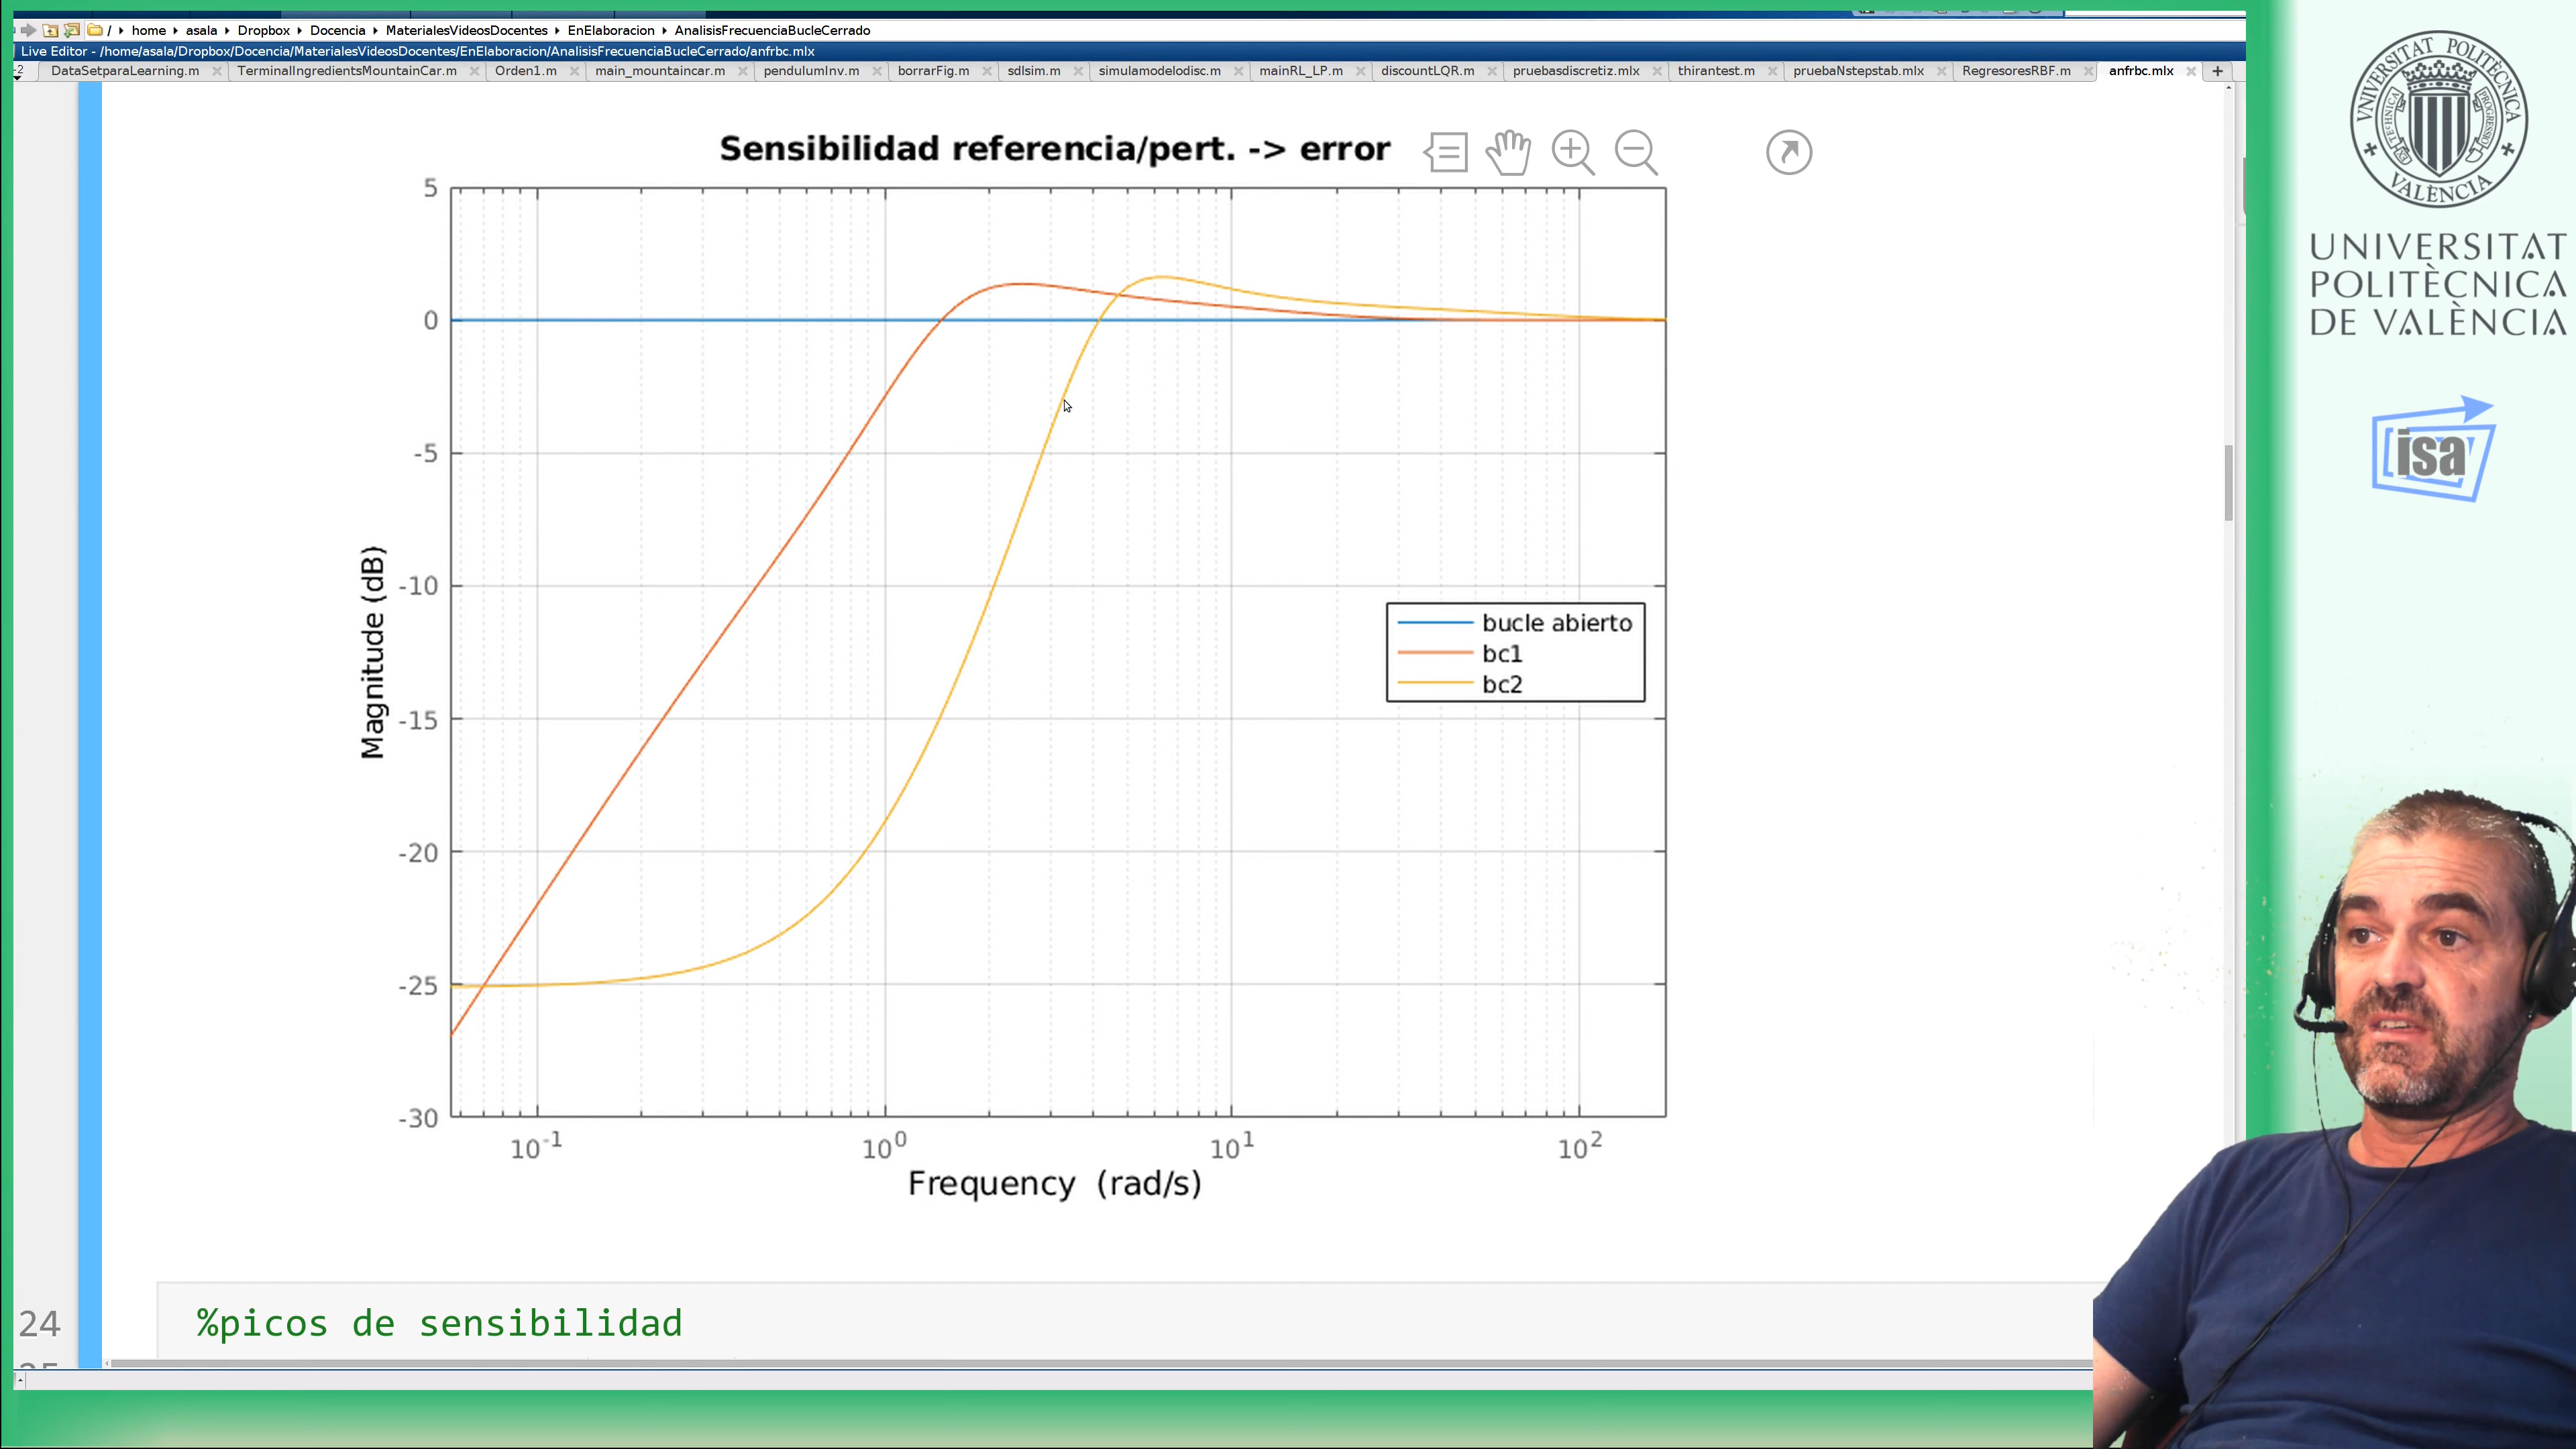 / home asala Dropbox Docencia MaterialesVideosDocentes EnElaboracion AnalisisFrecuenciaBucleCerrado
Live Editor - /home/asala/Dropbox/Docencia/MaterialesVideosDocentes/EnElaboracion/AnalisisFrecuenciaBucleCerrado/anfrbc.mlx
DataSetparaLearning.m TerminalIngredientsMountainCar.m Orden1.m main_mountaincar.m pendulumInv.m borrarFig.m sdlsim.m simulamodelodisc.m mainRL_LP.m discountLQR.m pruebasdiscretiz.mlx thirantest.m pruebaNstepstab.mlx RegresoresRBF.m anfrbc.mlx
Sensibilidad referencia/pert. -> error
5
0
-5
-10
-15
-20
-25
-30
Magnitude (dB)
10^-1 10^0 10^1 10^2
Frequency (rad/s)
bucle abierto
bc1
bc2
24 %picos de sensibilidad
UNIVERSITAT POLITÈCNICA
VALÈNCIA
UNIVERSITAT
POLITÈCNICA
DE VALÈNCIA
isa